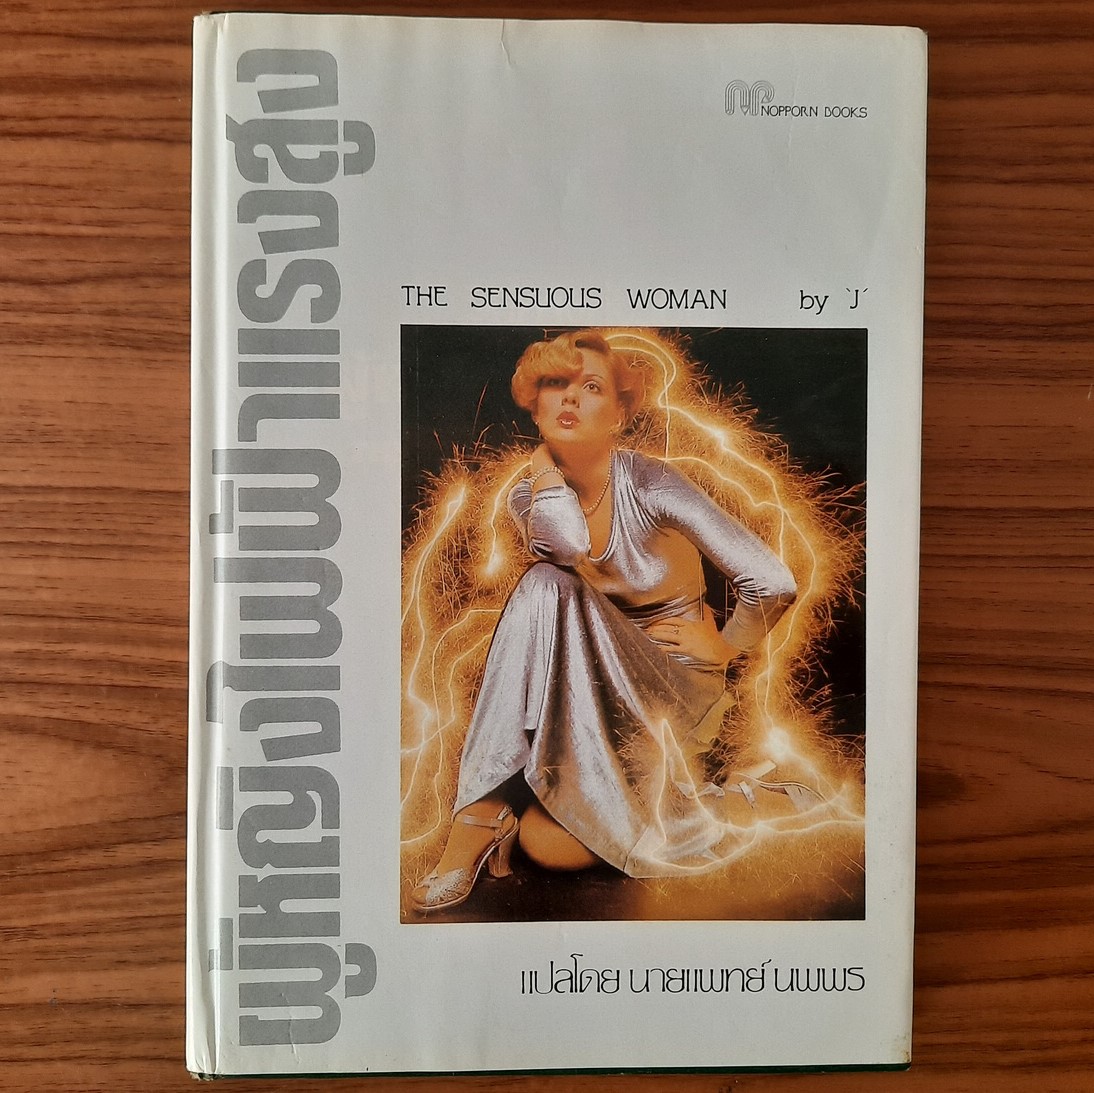 ผู้หญิงไฟฟ้าแรงสูง
NOPPORN BOOKS
THE SENSUOUS WOMAN by `J´
แปลโดย นายแพทย์ นพพร